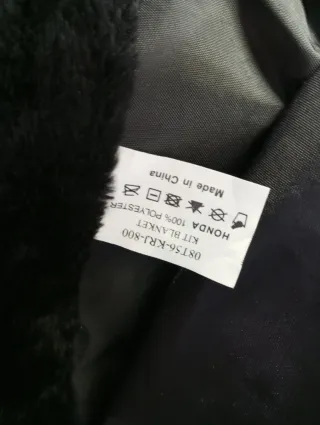 08T56-KRJ-800
KIT BLANKET
HONDA 100% POLYESTER
Made in China